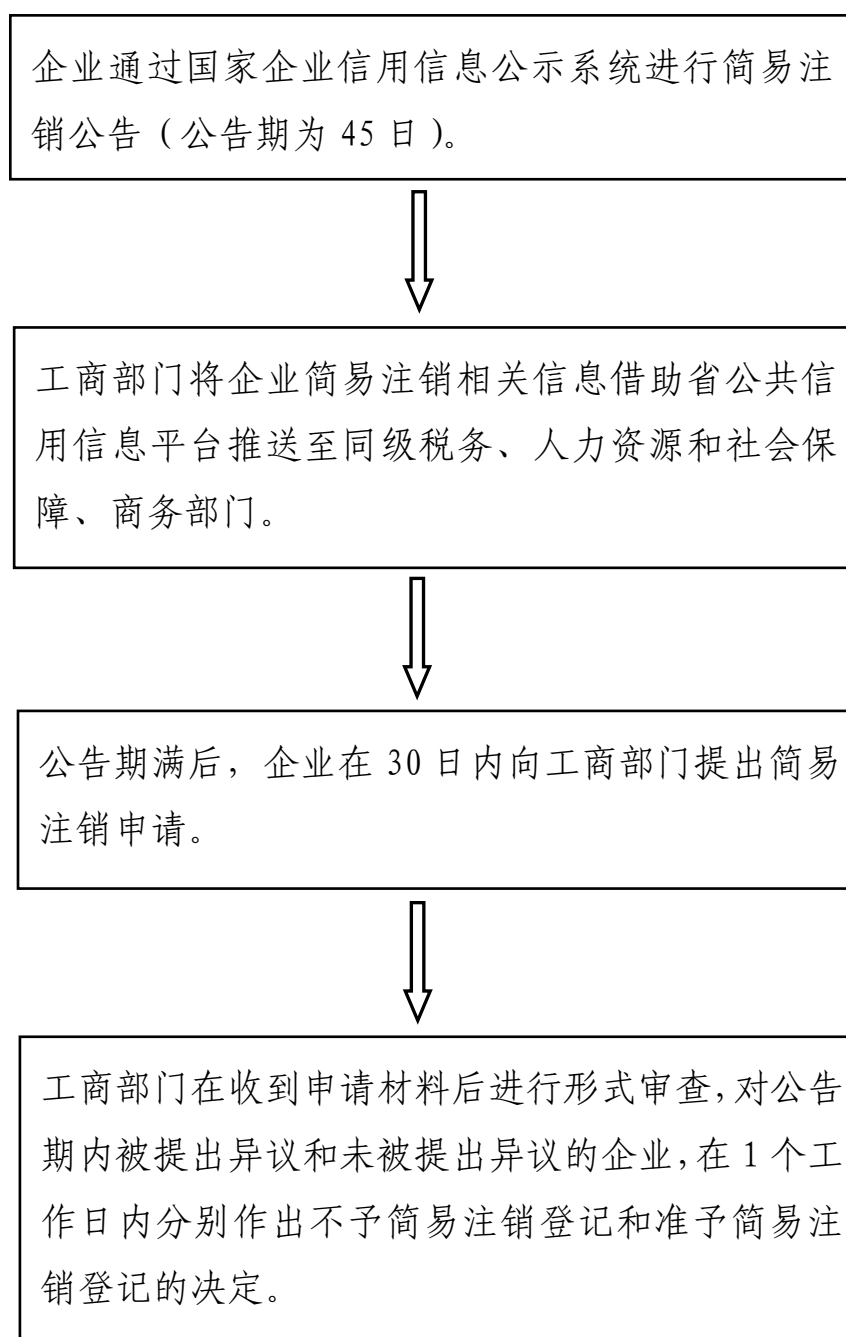 企业通过国家企业信用信息公示系统进行简易注
销公告（公告期为 45 日）。
工商部门将企业简易注销相关信息借助省公共信
用信息平台推送至同级税务、人力资源和社会保
障、商务部门。
公告期满后，企业在 30 日内向工商部门提出简易
注销申请。
工商部门在收到申请材料后进行形式审查，对公告
期内被提出异议和未被提出异议的企业，在 1 个工
作日内分别作出不予简易注销登记和准予简易注
销登记的决定。